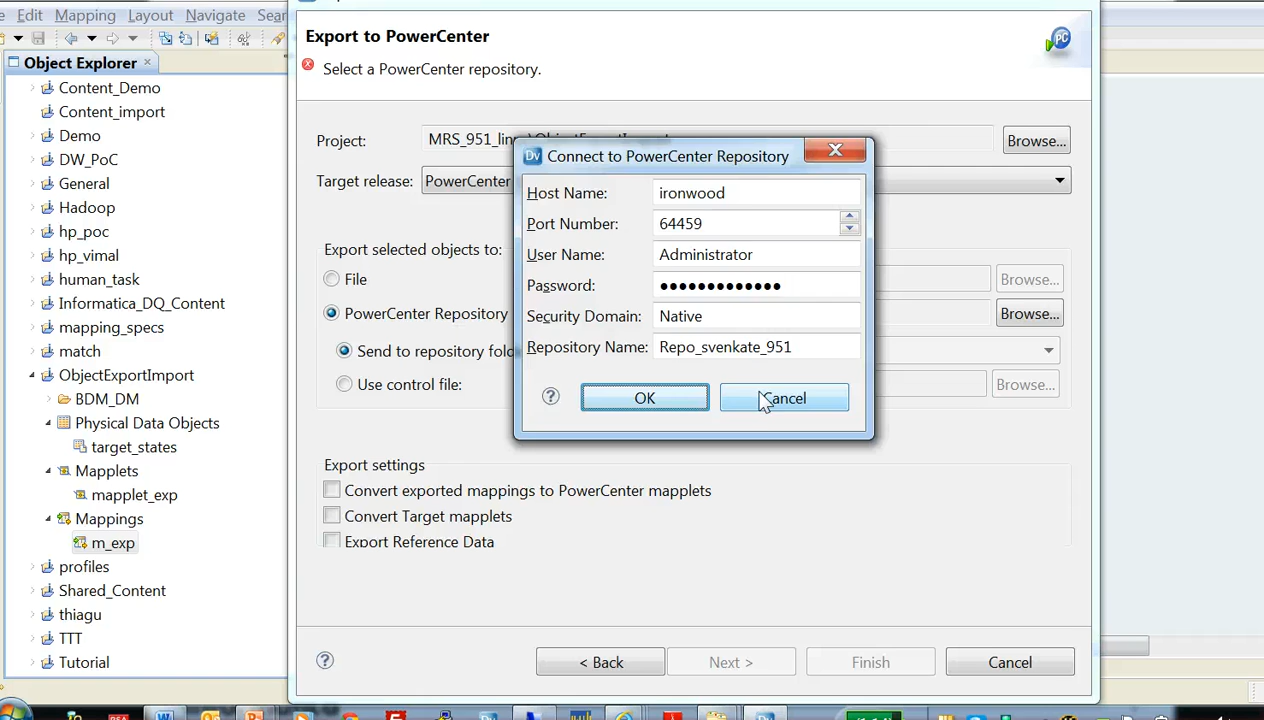 Edit Mapping Layout Navigate
Export to PowerCenter
Select a PowerCenter repository.
Object Explorer
Content_Demo
Content_import
Demo
DW_PoC
General
Hadoop
hp_poc
hp_vimal
human_task
Informatica_DQ_Content
mapping_specs
match
ObjectExportImport
BDM_DM
Physical Data Objects
target_states
Mapplets
mapplet_exp
Mappings
m_exp
profiles
Shared_Content
thiagu
TTT
Tutorial
Project:
Browse...
Target release: PowerCenter
Export selected objects to:
File
Browse...
PowerCenter Repository
Browse...
Send to repository
Use control file:
Browse...
Connect to PowerCenter Repository
Host Name: ironwood
Port Number: 64459
User Name: Administrator
Password: ●●●●●●●●●●●●●
Security Domain: Native
Repository Name: Repo_svenkate_951
? OK Cancel
Export settings
Convert exported mappings to PowerCenter mapplets
Convert Target mapplets
Export Reference Data
? < Back Next > Finish Cancel